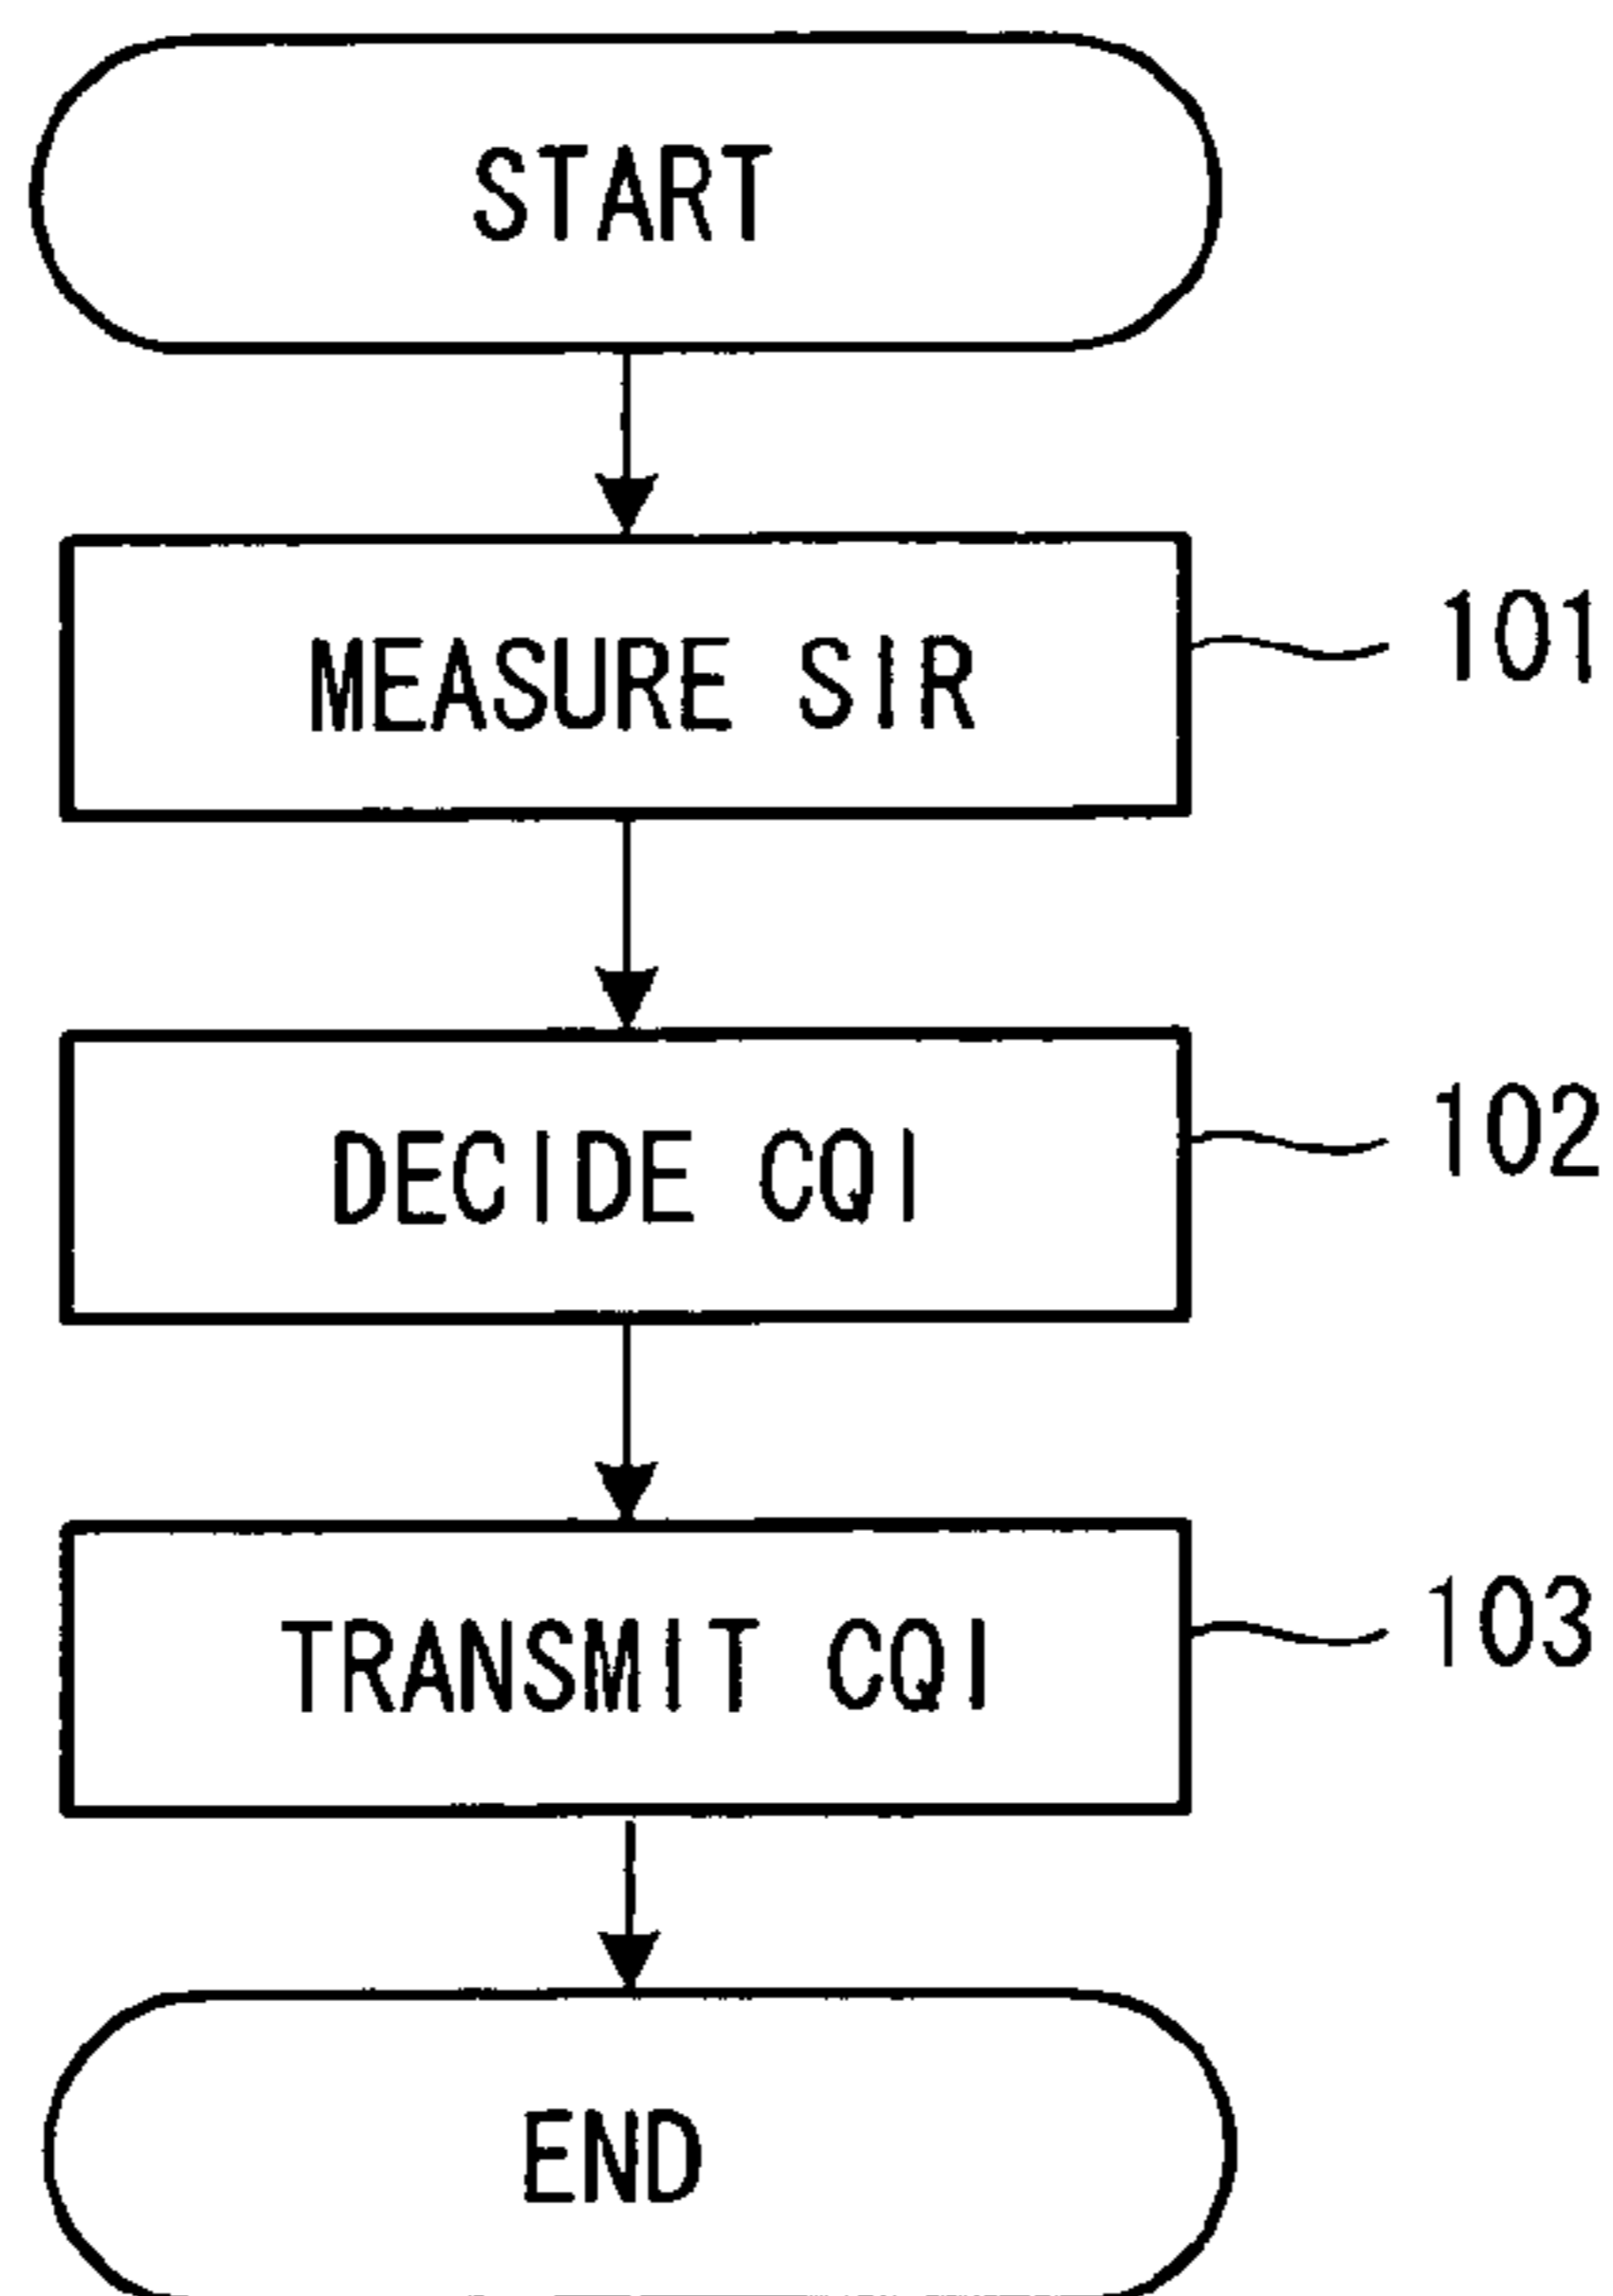 START
MEASURE SIR
101
DECIDE CQI
102
TRANSMIT CQI
103
END